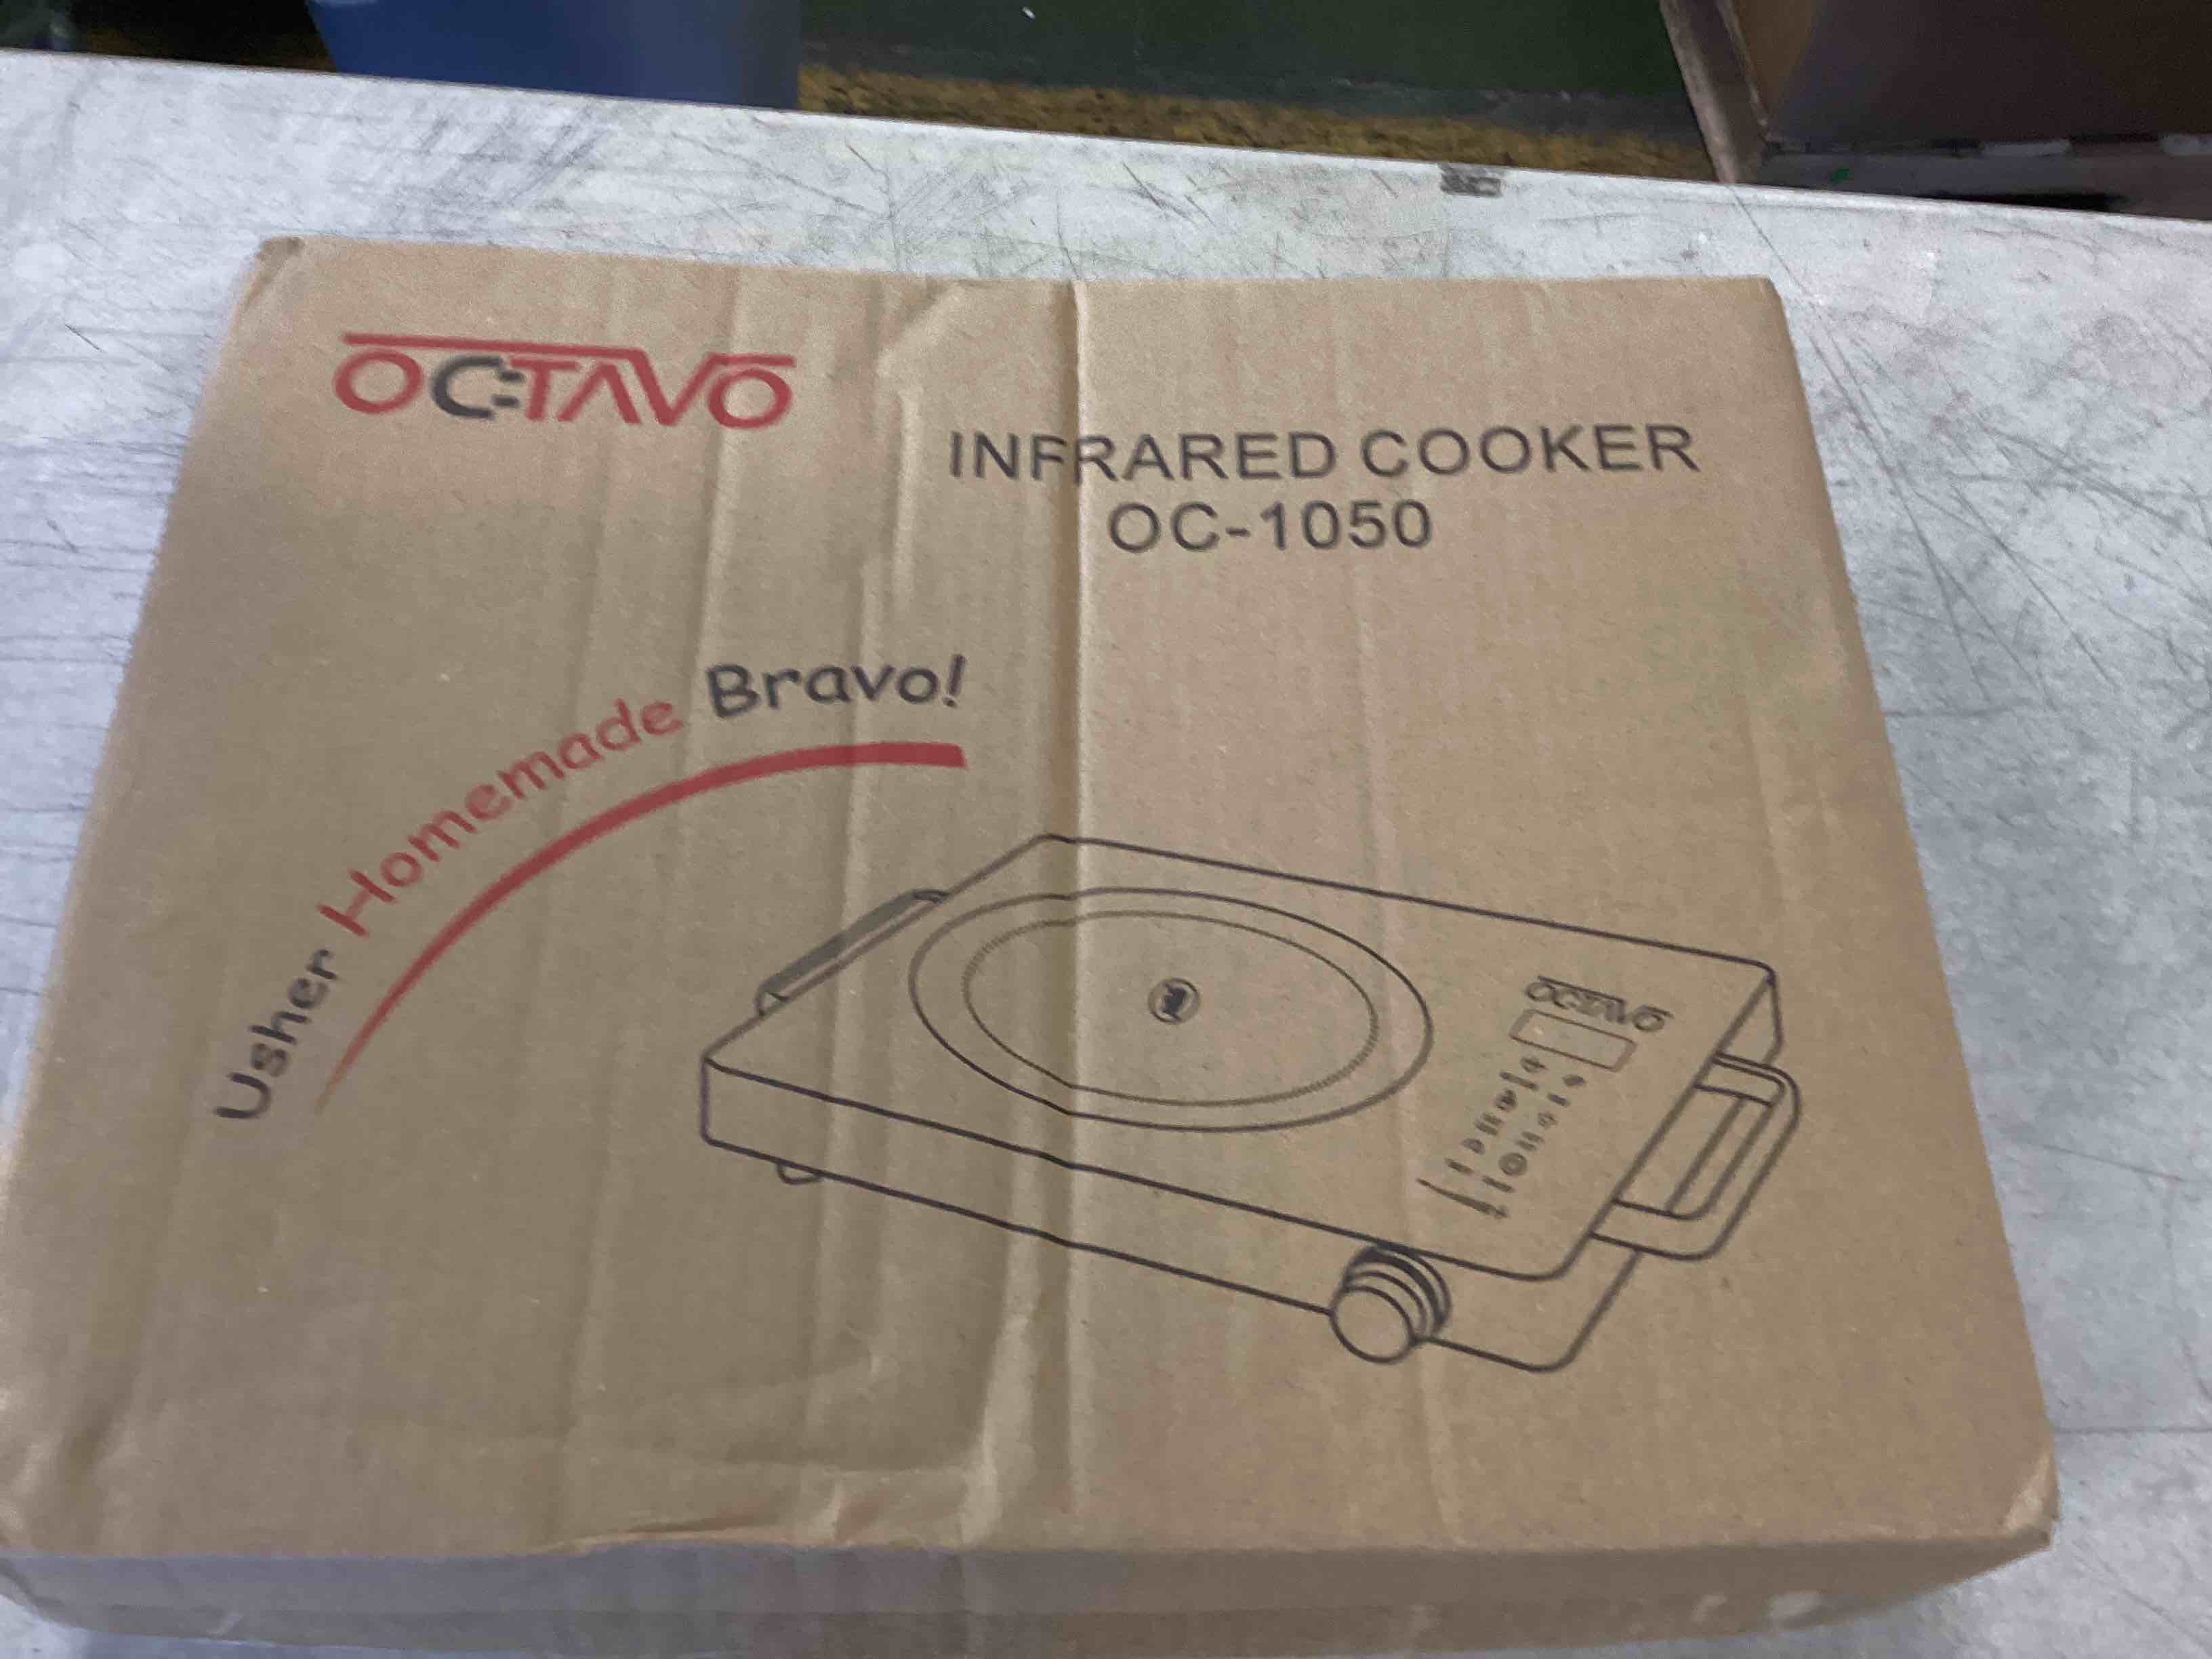 OCTAVO
INFRARED COOKER
OC-1050
Usher Homemade Bravo!
OCTAVO